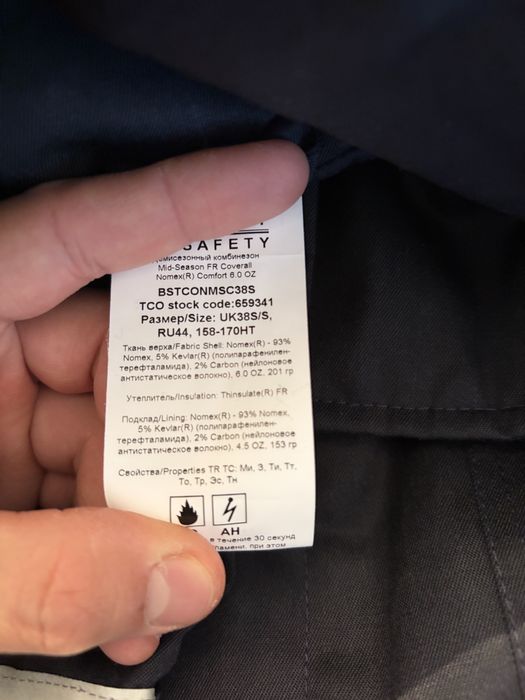 SAFETY
демисезонный комбинезон
Mid-Season FR Coverall
Nomex(R) Comfort 6.0 OZ
BSTCONMSC38S
TCO stock code:659341
Размер/Size: UK38S/S,
RU44, 158-170HT
Ткань верха/Fabric Shell: Nomex(R) - 93%
Nomex, 5% Kevlar(R) (полипарафенилен-
терефталамида), 2% Carbon (нейлоновое
антистатическое волокно), 6.0 OZ. 201 гр
Утеплитель/Insulation: Thinsulate(R) FR
Подклад/Lining: Nomex(R) - 93% Nomex,
5% Kevlar(R) (полипарафенилен-
терефталамида), 2% Carbon (нейлоновое
антистатическое волокно), 4.5 OZ, 153 гр
Свойства/Properties TR TC: Ми, З, Ти, Тт,
То, Тр, Эс, Тн
АН
в течение 30 секунд
пламени, при этом